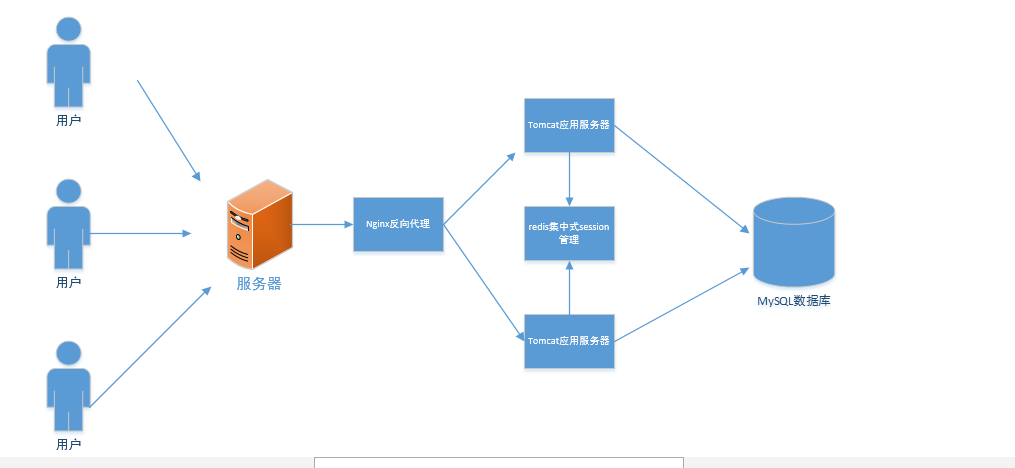 用户
用户
用户
服务器
Nginx反向代理
Tomcat应用服务器
redis集中式session
管理
Tomcat应用服务器
MySQL数据库